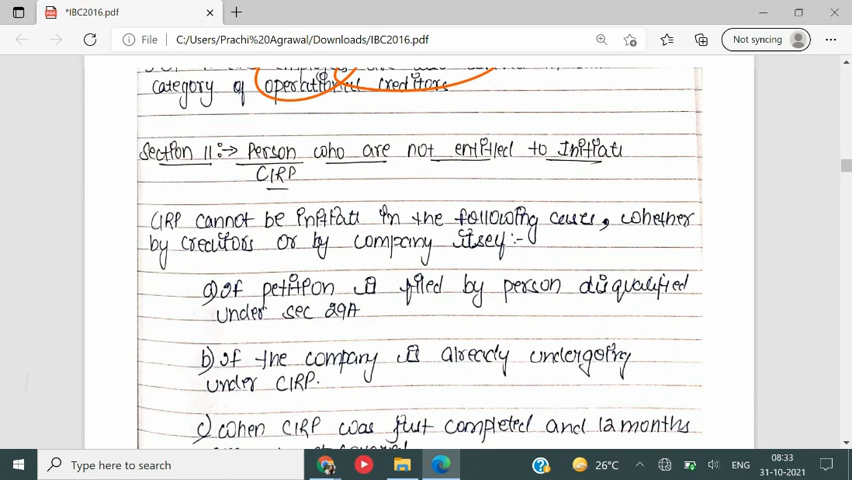 *IBC2016.pdf
File C:/Users/Prachi%20Agrawal/Downloads/IBC2016.pdf
Not syncing
category of operational creditors
Section 11:→ Person who are not entitled to Initiate
CIRP
CIRP cannot be initiate in the following cases, whether
by creditors or by company itself:-
a) If petition is filed by person disqualified
under sec 29A
b) If the company is already undergoing
under CIRP.
c) When CIRP was just completed and 12 months
Type here to search
26°C
ENG
08:33
31-10-2021